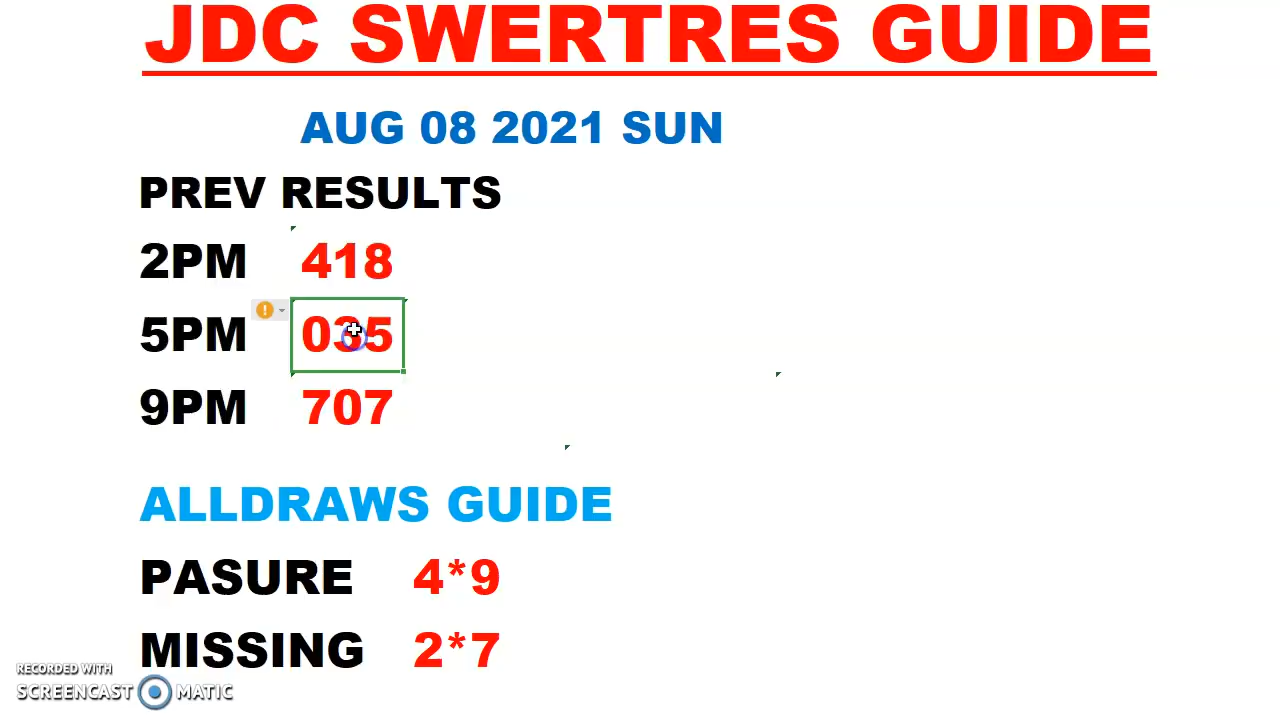 JDC SWERTRES GUIDE
AUG 08 2021 SUN
PREV RESULTS
2PM 418
5PM 035
9PM 707
ALLDRAWS GUIDE
PASURE 4*9
MISSING 2*7
RECORDED WITH
SCREENCAST MATIC